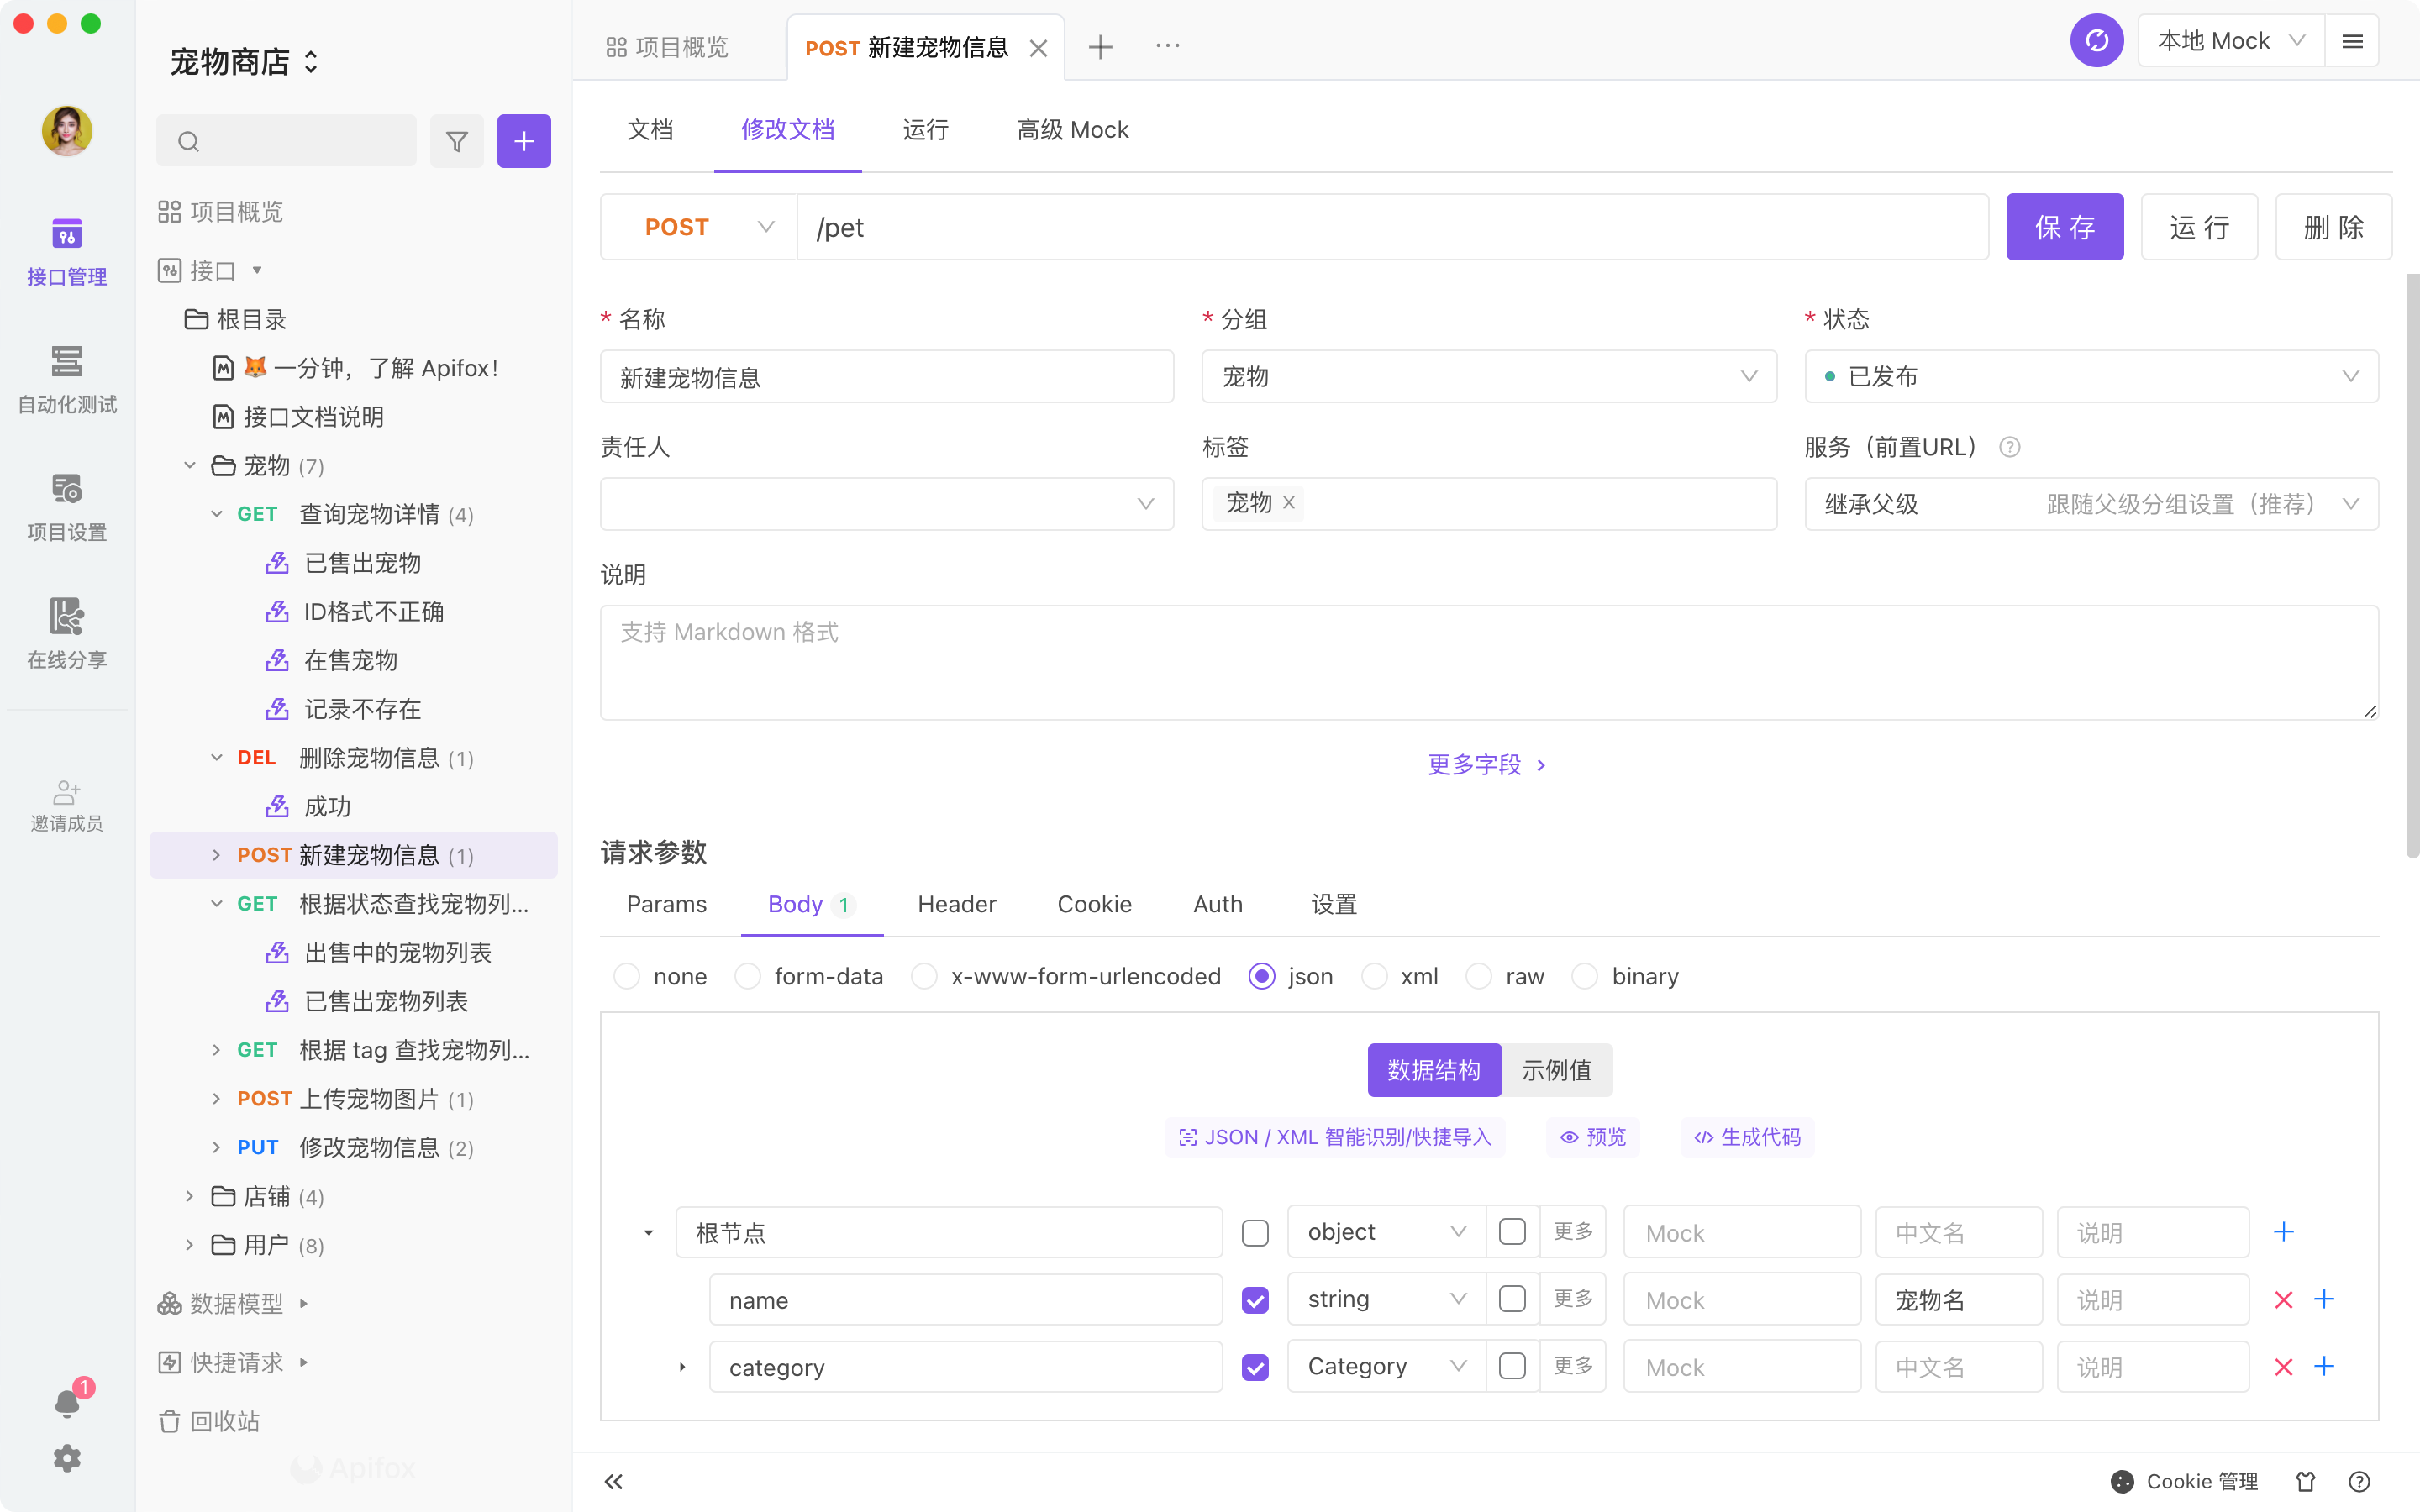 宠物商店
项目概览
POST 新建宠物信息
本地 Mock
接口管理
自动化测试
项目设置
在线分享
邀请成员
1
项目概览
接口
根目录
🦊 一分钟，了解 Apifox！
接口文档说明
宠物 (7)
GET 查询宠物详情 (4)
已售出宠物
ID格式不正确
在售宠物
记录不存在
DEL 删除宠物信息 (1)
成功
POST 新建宠物信息 (1)
GET 根据状态查找宠物列...
出售中的宠物列表
已售出宠物列表
GET 根据 tag 查找宠物列...
POST 上传宠物图片 (1)
PUT 修改宠物信息 (2)
店铺 (4)
用户 (8)
数据模型
快捷请求
回收站
Apifox
文档 修改文档 运行 高级 Mock
POST /pet 保存 运行 删除
* 名称 * 分组 * 状态
新建宠物信息 宠物 已发布
责任人 标签 服务（前置URL）
宠物 继承父级 跟随父级分组设置（推荐）
说明
支持 Markdown 格式
更多字段
请求参数
Params Body 1 Header Cookie Auth 设置
none form-data x-www-form-urlencoded json xml raw binary
数据结构 示例值
JSON / XML 智能识别/快捷导入 预览 生成代码
根节点 object 更多 Mock 中文名 说明
name string 更多 Mock 宠物名 说明
category Category 更多 Mock 中文名 说明
Cookie 管理